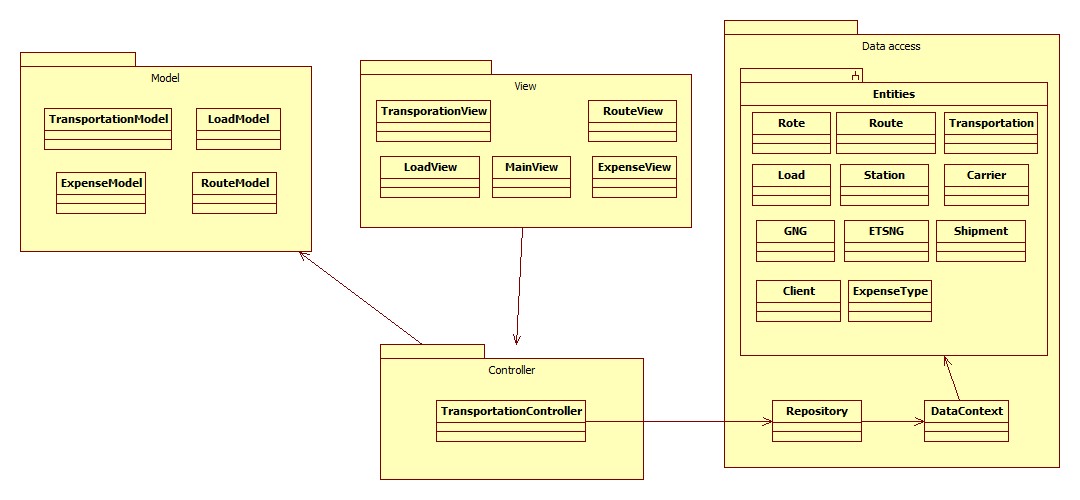 Model
TransportationModel
LoadModel
ExpenseModel
RouteModel
View
TransporationView
RouteView
LoadView
MainView
ExpenseView
Controller
TransportationController
Data access
Entities
Rote
Route
Transportation
Load
Station
Carrier
GNG
ETSNG
Shipment
Client
ExpenseType
Repository
DataContext